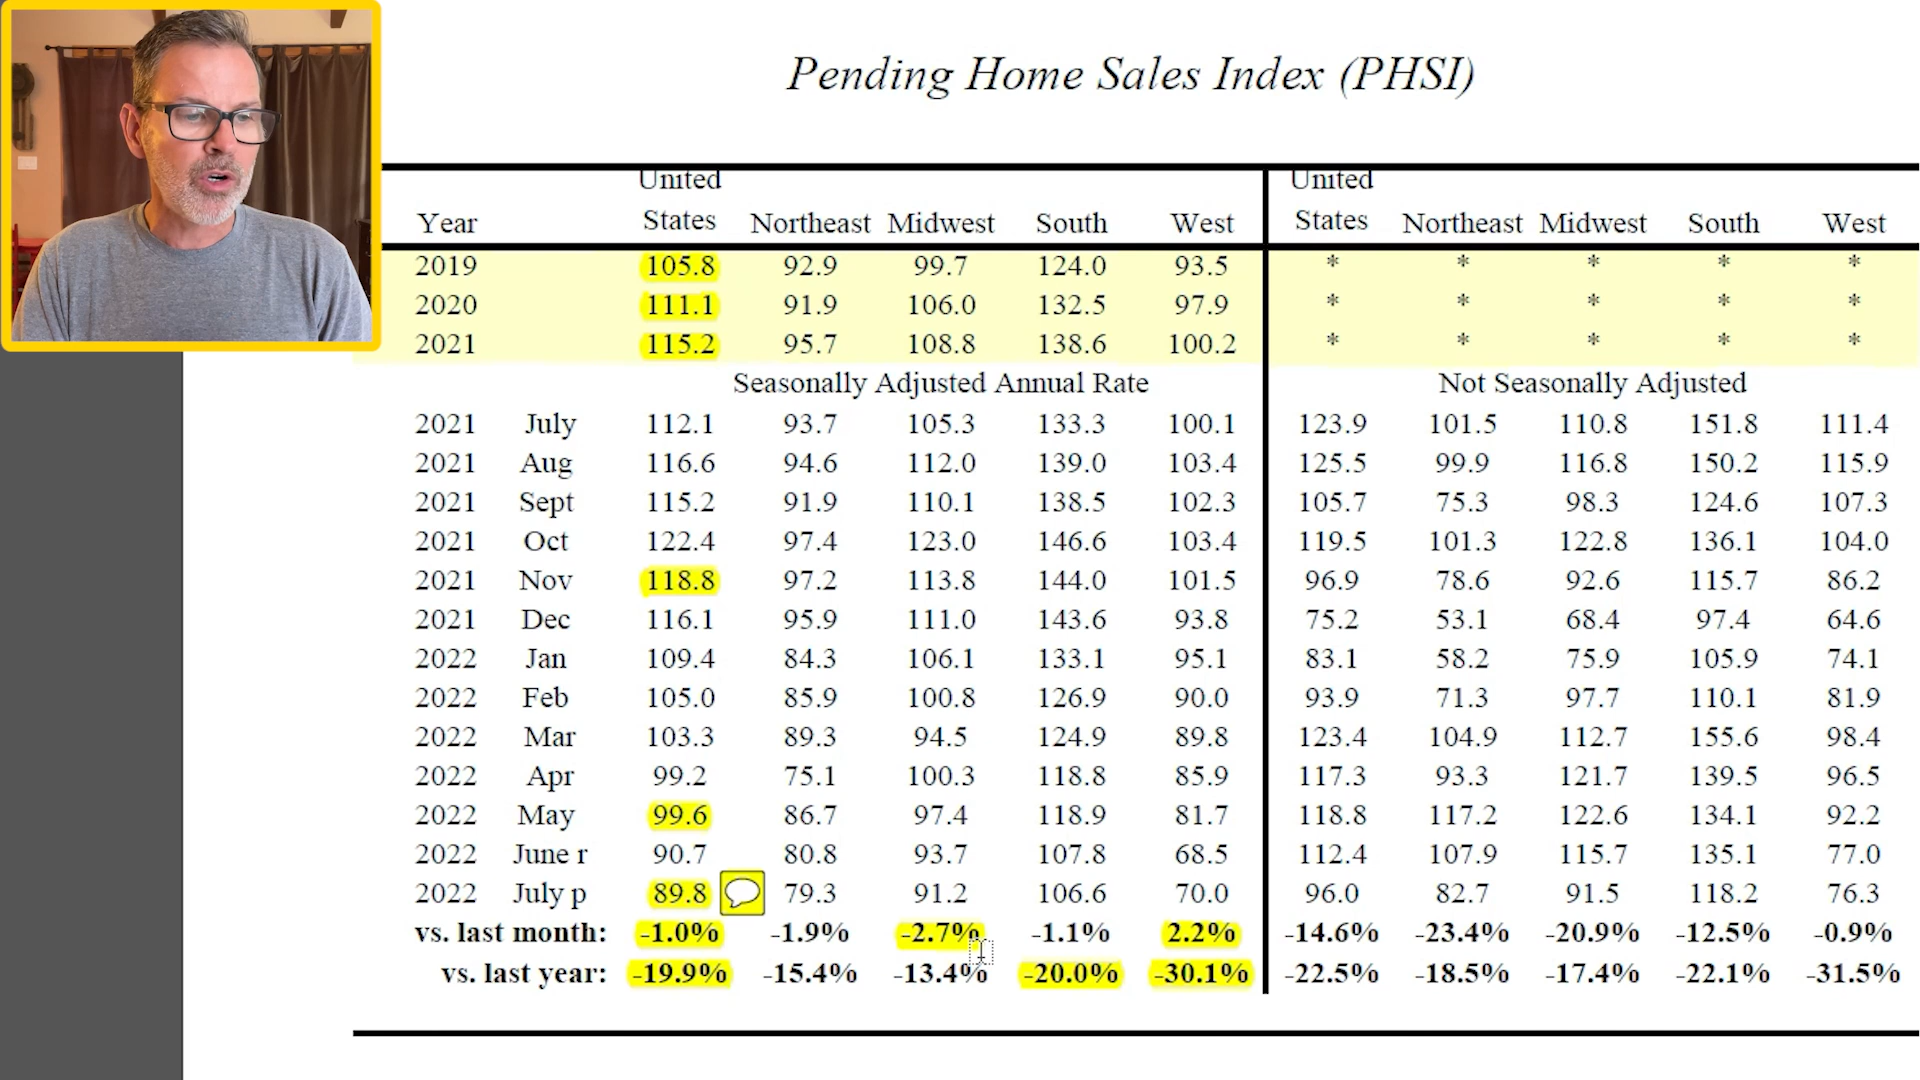 Pending Home Sales Index (PHSI)
United United
Year States Northeast Midwest South West States Northeast Midwest South West
2019 105.8 92.9 99.7 124.0 93.5 * * * * *
2020 111.1 91.9 106.0 132.5 97.9 * * * * *
2021 115.2 95.7 108.8 138.6 100.2 * * * * *
Seasonally Adjusted Annual Rate Not Seasonally Adjusted
2021 July 112.1 93.7 105.3 133.3 100.1 123.9 101.5 110.8 151.8 111.4
2021 Aug 116.6 94.6 112.0 139.0 103.4 125.5 99.9 116.8 150.2 115.9
2021 Sept 115.2 91.9 110.1 138.5 102.3 105.7 75.3 98.3 124.6 107.3
2021 Oct 122.4 97.4 123.0 146.6 103.4 119.5 101.3 122.8 136.1 104.0
2021 Nov 118.8 97.2 113.8 144.0 101.5 96.9 78.6 92.6 115.7 86.2
2021 Dec 116.1 95.9 111.0 143.6 93.8 75.2 53.1 68.4 97.4 64.6
2022 Jan 109.4 84.3 106.1 133.1 95.1 83.1 58.2 75.9 105.9 74.1
2022 Feb 105.0 85.9 100.8 126.9 90.0 93.9 71.3 97.7 110.1 81.9
2022 Mar 103.3 89.3 94.5 124.9 89.8 123.4 104.9 112.7 155.6 98.4
2022 Apr 99.2 75.1 100.3 118.8 85.9 117.3 93.3 121.7 139.5 96.5
2022 May 99.6 86.7 97.4 118.9 81.7 118.8 117.2 122.6 134.1 92.2
2022 June r 90.7 80.8 93.7 107.8 68.5 112.4 107.9 115.7 135.1 77.0
2022 July p 89.8 79.3 91.2 106.6 70.0 96.0 82.7 91.5 118.2 76.3
vs. last month: -1.0% -1.9% -2.7% -1.1% 2.2% -14.6% -23.4% -20.9% -12.5% -0.9%
vs. last year: -19.9% -15.4% -13.4% -20.0% -30.1% -22.5% -18.5% -17.4% -22.1% -31.5%